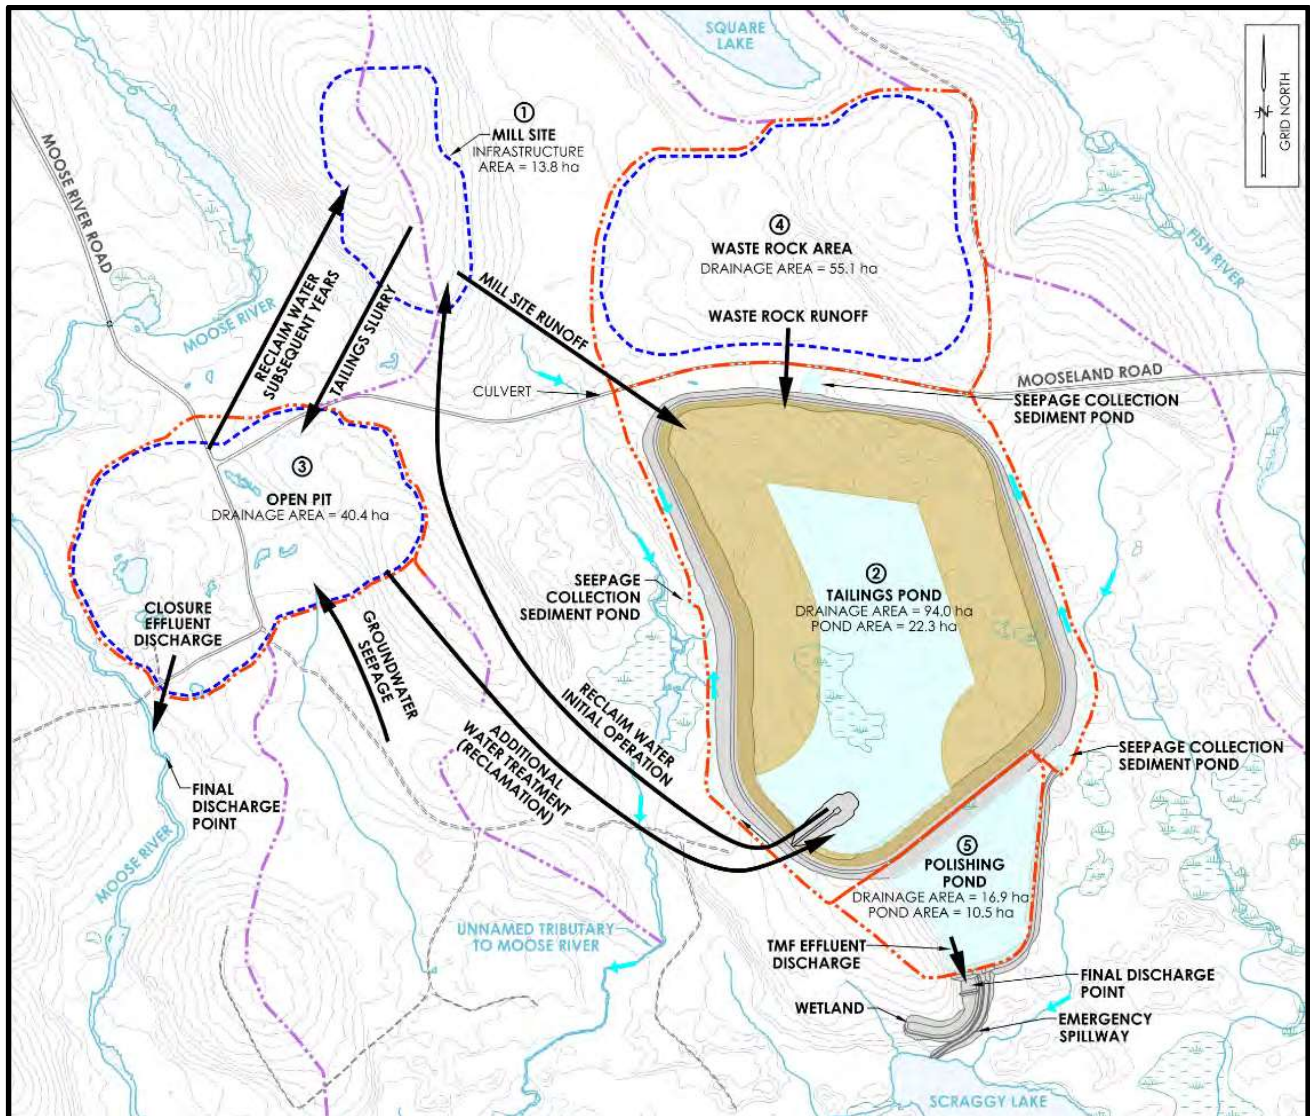 SQUARE
LAKE
GRID NORTH
N
①
MILL SITE
INFRASTRUCTURE
AREA = 13.8 ha
MOOSE RIVER ROAD
④
WASTE ROCK AREA
DRAINAGE AREA = 55.1 ha
FISH RIVER
RECLAIM WATER
SUBSEQUENT YEARS
TAILINGS SLURRY
MILL SITE RUNOFF
MOOSE RIVER
WASTE ROCK RUNOFF
CULVERT
MOOSELAND ROAD
SEEPAGE COLLECTION
SEDIMENT POND
③
OPEN PIT
DRAINAGE AREA = 40.4 ha
②
TAILINGS POND
DRAINAGE AREA = 94.0 ha
POND AREA = 22.3 ha
SEEPAGE
COLLECTION
SEDIMENT POND
CLOSURE
EFFLUENT
DISCHARGE
GROUNDWATER
SEEPAGE
RECLAIM WATER
INITIAL OPERATION
ADDITIONAL
WATER TREATMENT
(RECLAMATION)
SEEPAGE COLLECTION
SEDIMENT POND
FINAL
DISCHARGE
POINT
MOOSE RIVER
⑤
POLISHING
POND
DRAINAGE AREA = 16.9 ha
POND AREA = 10.5 ha
UNNAMED TRIBUTARY
TO MOOSE RIVER
TMF EFFLUENT
DISCHARGE
FINAL DISCHARGE
POINT
WETLAND
EMERGENCY
SPILLWAY
SCRAGGY LAKE